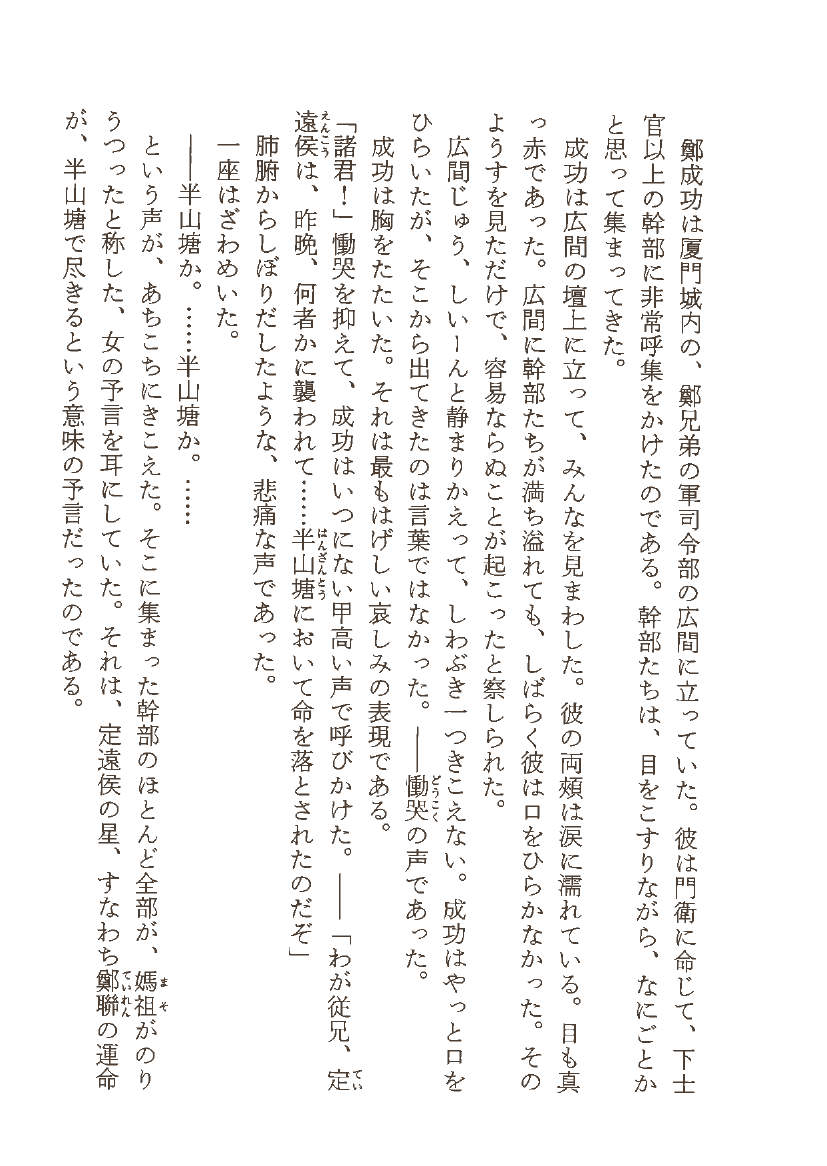 鄭成功は厦門城内の、鄭兄弟の軍司令部の広間に立っていた。彼は門衛に命じて、下士
官以上の幹部に非常呼集をかけたのである。幹部たちは、目をこすりながら、なにごとか
と思って集まってきた。
成功は広間の壇上に立って、みんなを見まわした。彼の両頰は涙に濡れている。目も真
っ赤であった。広間に幹部たちが満ち溢れても、しばらく彼は口をひらかなかった。その
ようすを見ただけで、容易ならぬことが起こったと察しられた。
広間じゅう、しい―んと静まりかえって、しわぶき一つきこえない。成功はやっと口を
ひらいたが、そこから出てきたのは言葉ではなかった。――慟哭どうこくの声であった。
成功は胸をたたいた。それは最もはげしい哀しみの表現である。
「諸君！」慟哭を抑えて、成功はいつにない甲高い声で呼びかけた。――「わが従兄、定てい
遠侯えんこうは、昨晩、何者かに襲われて……半山塘はんざんとうにおいて命を落とされたのだぞ」
肺腑からしぼりだしたような、悲痛な声であった。
一座はざわめいた。
――半山塘か。……半山塘か。……
という声が、あちこちにきこえた。そこに集まった幹部のほとんど全部が、媽祖まそがのり
うつったと称した、女の予言を耳にしていた。それは、定遠侯の星、すなわち鄭聯ていれんの運命
が、半山塘で尽きるという意味の予言だったのである。